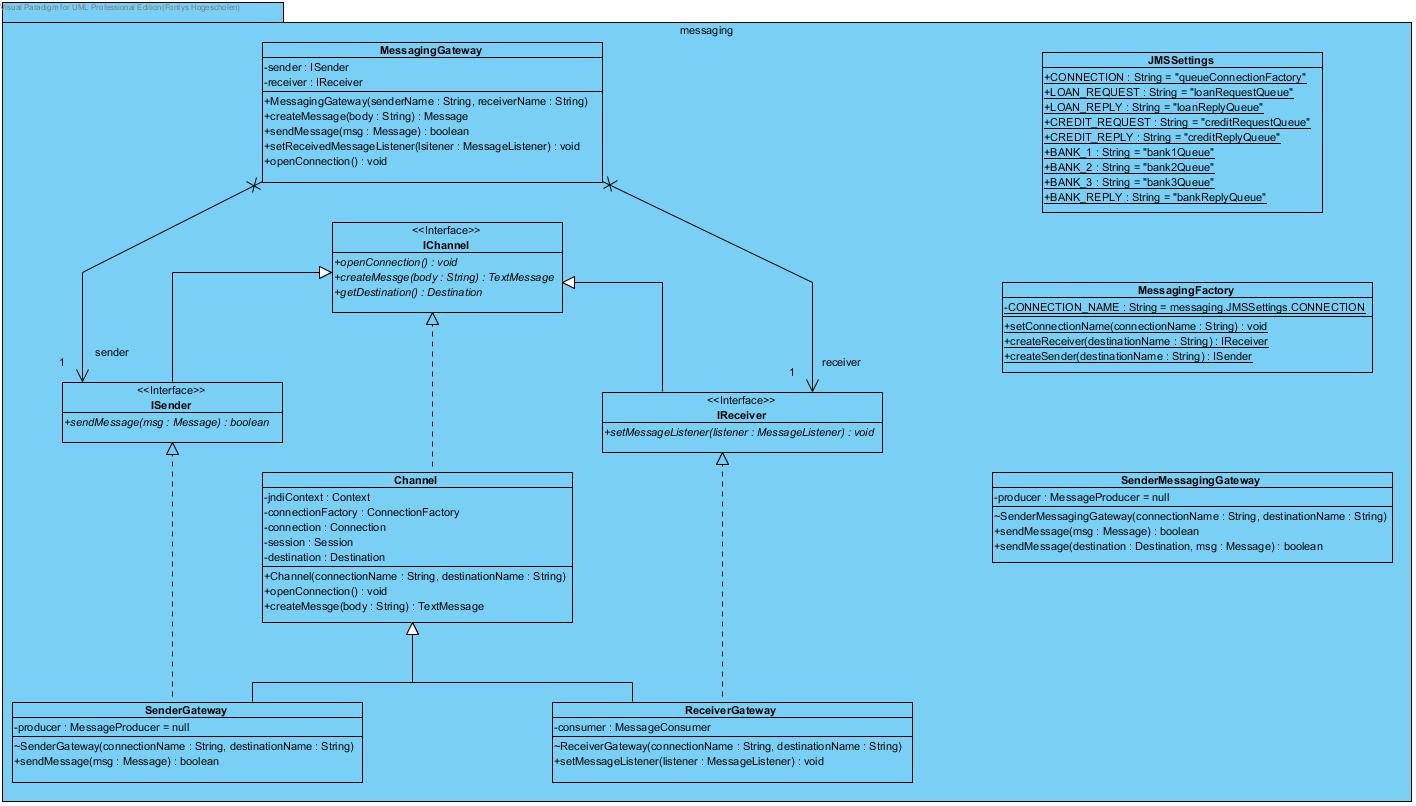 Visual Paradigm for UML Professional Edition(Fontys Hogescholen)
messaging
MessagingGateway
-sender : ISender
-receiver : IReceiver
+MessagingGateway(senderName : String, receiverName : String)
+createMessage(body : String) : Message
+sendMessage(msg : Message) : boolean
+setReceivedMessageListener(lsitener : MessageListener) : void
+openConnection() : void
JMSSettings
+CONNECTION : String = "queueConnectionFactory"
+LOAN_REQUEST : String = "loanRequestQueue"
+LOAN_REPLY : String = "loanReplyQueue"
+CREDIT_REQUEST : String = "creditRequestQueue"
+CREDIT_REPLY : String = "creditReplyQueue"
+BANK_1 : String = "bank1Queue"
+BANK_2 : String = "bank2Queue"
+BANK_3 : String = "bank3Queue"
+BANK_REPLY : String = "bankReplyQueue"
<<Interface>>
IChannel
+openConnection() : void
+createMessge(body : String) : TextMessage
+getDestination() : Destination
MessagingFactory
-CONNECTION_NAME : String = messaging.JMSSettings.CONNECTION
+setConnectionName(connectionName : String) : void
+createReceiver(destinationName : String) : IReceiver
+createSender(destinationName : String) : ISender
sender
1
receiver
1
<<Interface>>
ISender
+sendMessage(msg : Message) : boolean
<<Interface>>
IReceiver
+setMessageListener(listener : MessageListener) : void
Channel
-jndiContext : Context
-connectionFactory : ConnectionFactory
-connection : Connection
-session : Session
-destination : Destination
+Channel(connectionName : String, destinationName : String)
+openConnection() : void
+createMessge(body : String) : TextMessage
SenderMessagingGateway
-producer : MessageProducer = null
~SenderMessagingGateway(connectionName : String, destinationName : String)
+sendMessage(msg : Message) : boolean
+sendMessage(destination : Destination, msg : Message) : boolean
SenderGateway
-producer : MessageProducer = null
~SenderGateway(connectionName : String, destinationName : String)
+sendMessage(msg : Message) : boolean
ReceiverGateway
-consumer : MessageConsumer
~ReceiverGateway(connectionName : String, destinationName : String)
+setMessageListener(listener : MessageListener) : void